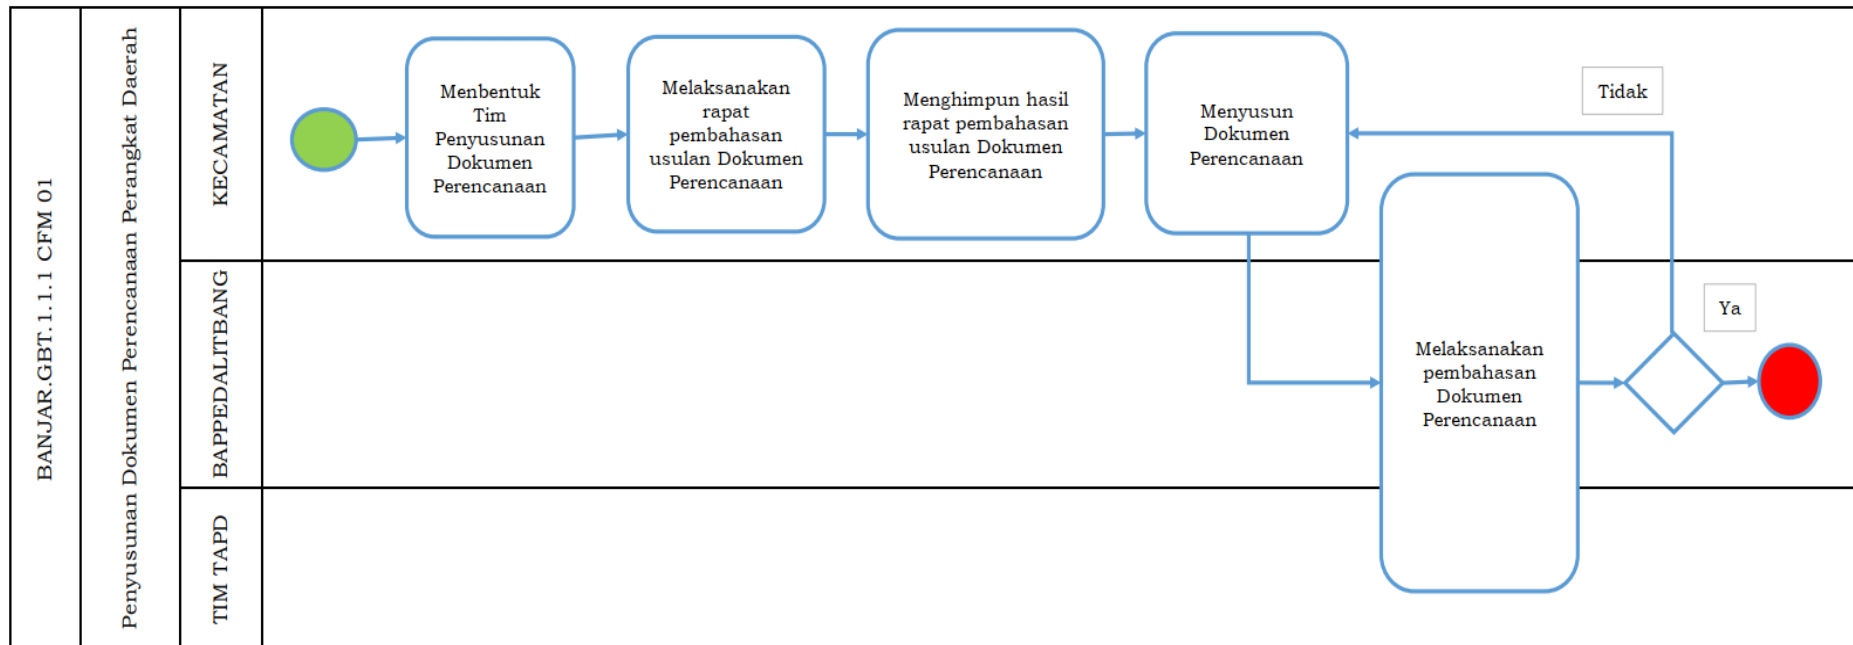 BANJAR.GBT.1.1.1 CFM 01
Penyusunan Dokumen Perencanaan Perangkat Daerah
KECAMATAN
Menbentuk
Tim
Penyusunan
Dokumen
Perencanaan
Melaksanakan
rapat
pembahasan
usulan Dokumen
Perencanaan
Menghimpun hasil
rapat pembahasan
usulan Dokumen
Perencanaan
Menyusun
Dokumen
Perencanaan
Tidak
BAPPEDALITBANG
Melaksanakan
pembahasan
Dokumen
Perencanaan
Ya
TIM TAPD